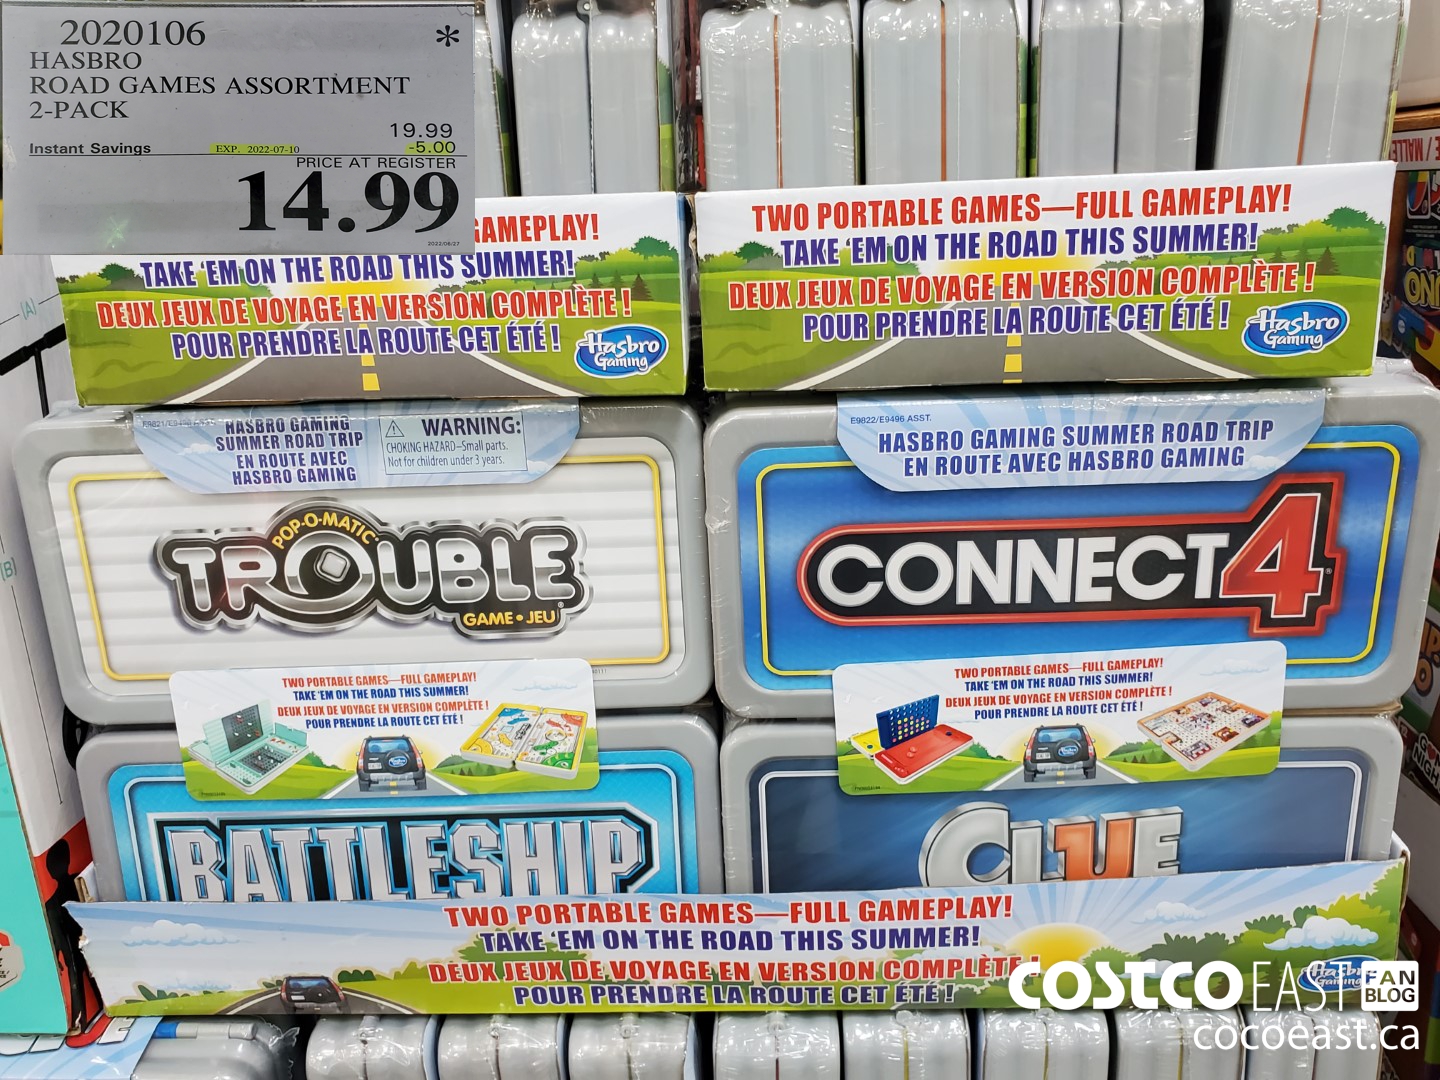 2020106 *
HASBRO
ROAD GAMES ASSORTMENT
2-PACK
19.99
Instant Savings EXP. 2022-07-10 -5.00
PRICE AT REGISTER
14.99
2022/06/27
GAMEPLAY!
TAKE 'EM ON THE ROAD THIS SUMMER!
DEUX JEUX DE VOYAGE EN VERSION COMPLÈTE !
POUR PRENDRE LA ROUTE CET ÉTÉ !
Hasbro
Gaming
TWO PORTABLE GAMES—FULL GAMEPLAY!
TAKE 'EM ON THE ROAD THIS SUMMER!
DEUX JEUX DE VOYAGE EN VERSION COMPLÈTE !
POUR PRENDRE LA ROUTE CET ÉTÉ !
Hasbro
Gaming
HASBRO GAMING
SUMMER ROAD TRIP
EN ROUTE AVEC
HASBRO GAMING
WARNING:
CHOKING HAZARD–Small parts.
Not for children under 3 years.
POP-O-MATIC
TROUBLE
GAME • JEU
E9822/E9496 ASST.
HASBRO GAMING SUMMER ROAD TRIP
EN ROUTE AVEC HASBRO GAMING
CONNECT 4
TWO PORTABLE GAMES—FULL GAMEPLAY!
TAKE 'EM ON THE ROAD THIS SUMMER!
DEUX JEUX DE VOYAGE EN VERSION COMPLÈTE !
POUR PRENDRE LA ROUTE CET ÉTÉ !
BATTLESHIP
TWO PORTABLE GAMES—FULL GAMEPLAY!
TAKE 'EM ON THE ROAD THIS SUMMER!
DEUX JEUX DE VOYAGE EN VERSION COMPLÈTE !
POUR PRENDRE LA ROUTE CET ÉTÉ !
CLUE
TWO PORTABLE GAMES—FULL GAMEPLAY!
TAKE 'EM ON THE ROAD THIS SUMMER!
DEUX JEUX DE VOYAGE EN VERSION COMPLÈTE !
POUR PRENDRE LA ROUTE CET ÉTÉ !
Hasbro
Gaming
COSTCO EAST FAN BLOG
cocoeast.ca
(A)
(B)